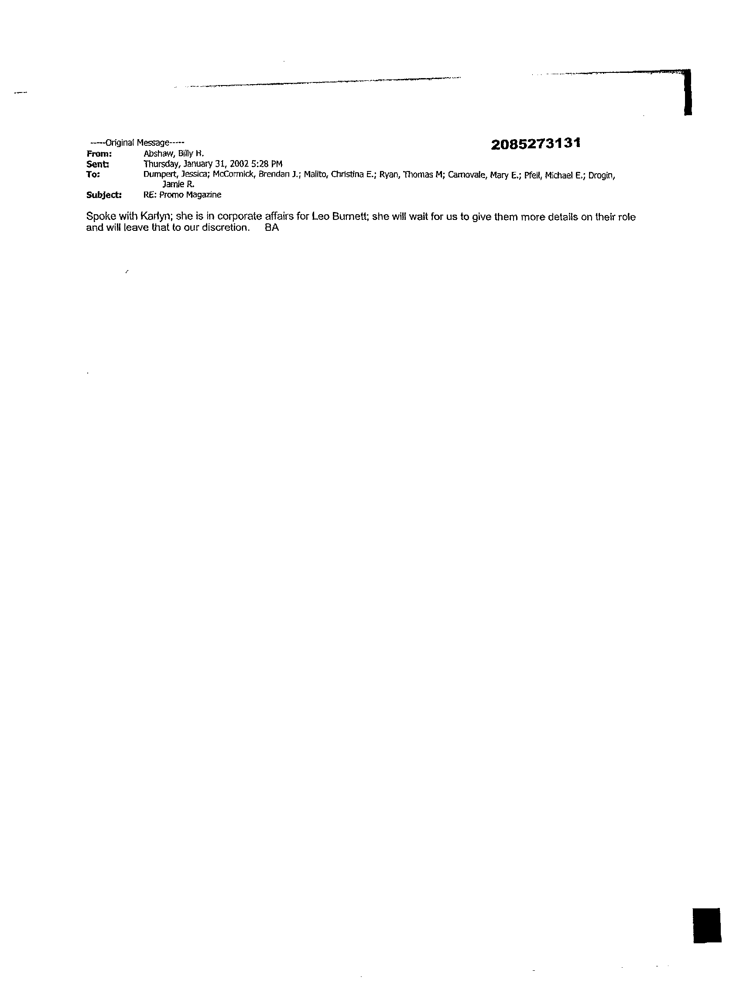 2085273131
-----Original Message-----
From: Abshaw, Billy H.
Sent: Thursday, January 31, 2002 5:28 PM
To: Dumpert, Jessica; McCormick, Brendan J.; Malito, Christina E.; Ryan, Thomas M; Carnovale, Mary E.; Pfeil, Michael E.; Drogin,
Jamie R.
Subject: RE: Promo Magazine
Spoke with Karlyn; she is in corporate affairs for Leo Burnett; she will wait for us to give them more details on their role
and will leave that to our discretion. BA